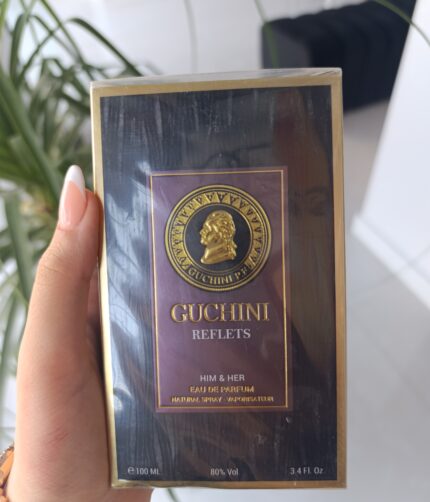 GUCHINI P.F
GUCHINI
REFLETS
HIM & HER
EAU DE PARFUM
NATURAL SPRAY - VAPORISATEUR
℮ 100 ML 80% Vol 3.4 Fl. Oz